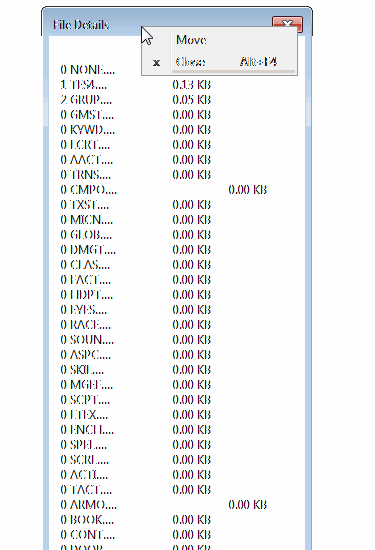 File Details
Move
x Close Alt+F4
0 NONE....
1 TES4.... 0.13 KB
2 GRUP.... 0.05 KB
0 GMST.... 0.00 KB
0 KYWD.... 0.00 KB
0 LCRT.... 0.00 KB
0 AACT.... 0.00 KB
0 TRNS.... 0.00 KB
0 CMPO.... 0.00 KB
0 TXST.... 0.00 KB
0 MICN.... 0.00 KB
0 GLOB.... 0.00 KB
0 DMGT.... 0.00 KB
0 CLAS.... 0.00 KB
0 FACT.... 0.00 KB
0 HDPT.... 0.00 KB
0 EYES.... 0.00 KB
0 RACE.... 0.00 KB
0 SOUN.... 0.00 KB
0 ASPC.... 0.00 KB
0 SKIL.... 0.00 KB
0 MGEF.... 0.00 KB
0 SCPT.... 0.00 KB
0 LTEX.... 0.00 KB
0 ENCH.... 0.00 KB
0 SPEL.... 0.00 KB
0 SCRL.... 0.00 KB
0 ACTI.... 0.00 KB
0 TACT.... 0.00 KB
0 ARMO.... 0.00 KB
0 BOOK.... 0.00 KB
0 CONT.... 0.00 KB
0 DOOR.... 0.00 KB